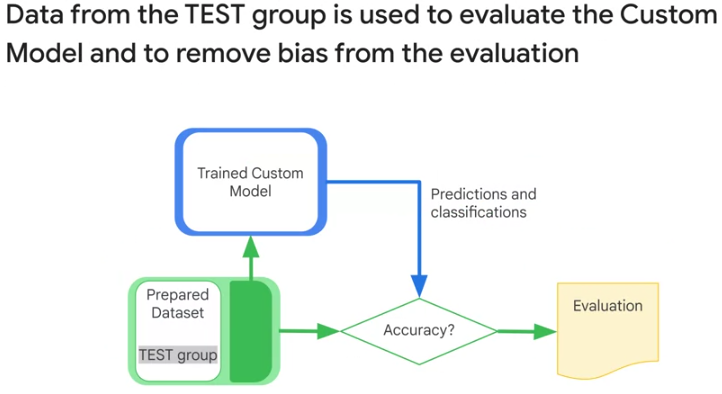 Data from the TEST group is used to evaluate the Custom
Model and to remove bias from the evaluation
Trained Custom
Model
Predictions and
classifications
Prepared
Dataset
TEST group
Accuracy?
Evaluation